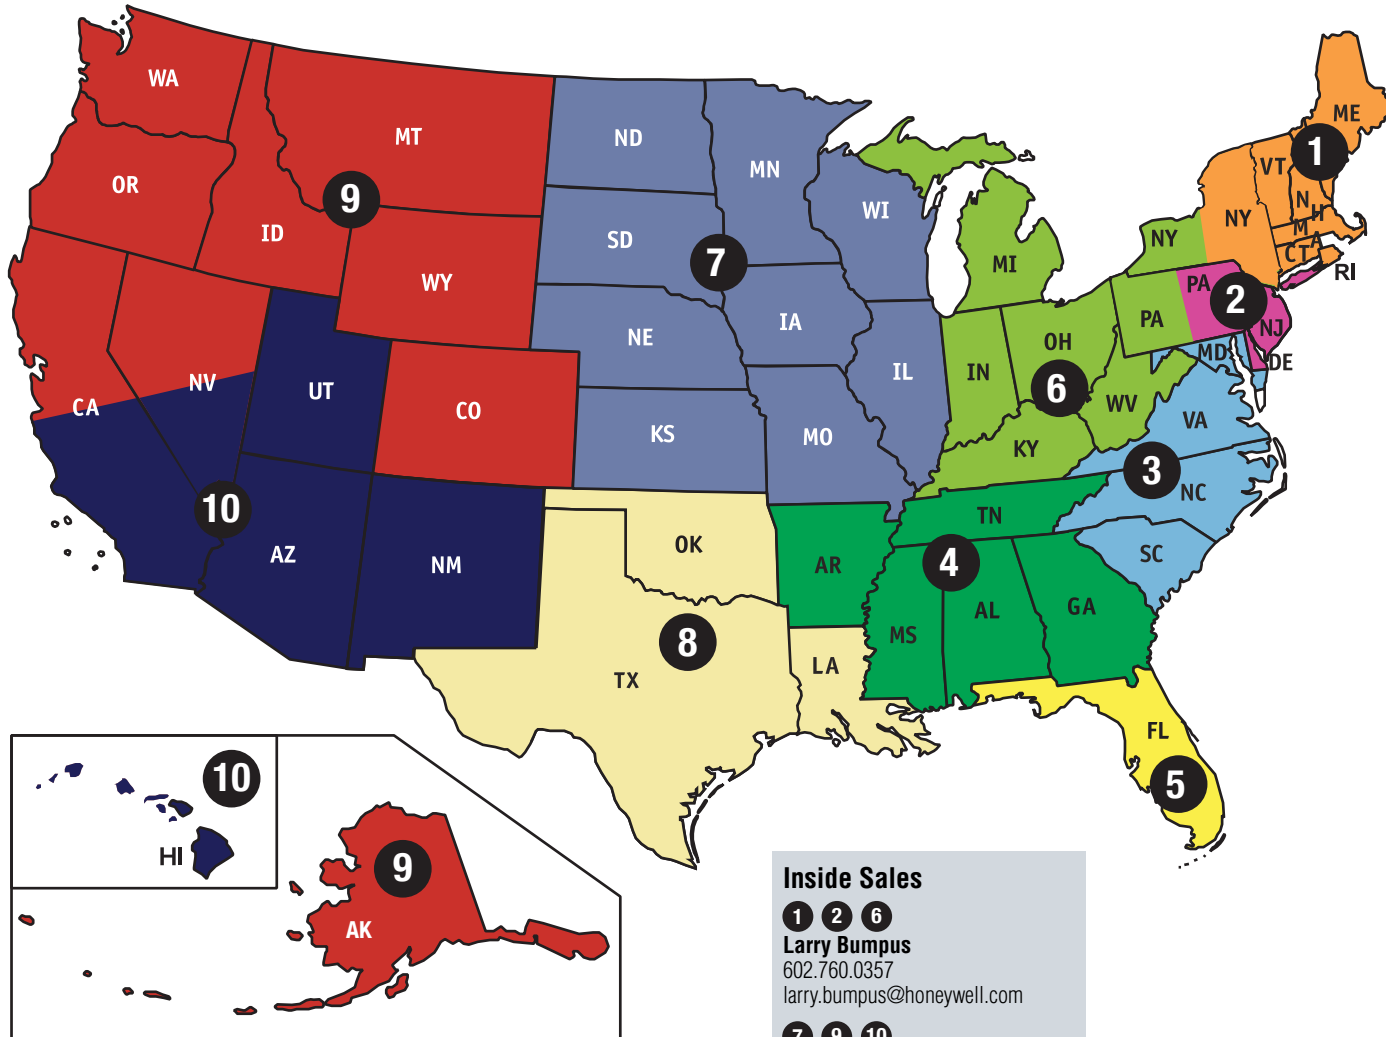 WA
MT
ND
MN
ME
1
VT
OR
9
WI
NH
ID
SD
NY
NY
MA
7
MI
CT
RI
WY
PA
2
NE
IA
PA
NJ
OH
MD
DE
NV
UT
IL
IN
6
WV
CA
CO
KS
MO
VA
KY
3
NC
10
TN
AZ
NM
OK
AR
4
SC
MS
AL
GA
8
LA
TX
FL
5
10
HI
9
AK
Inside Sales
1 2 6
Larry Bumpus
602.760.0357
larry.bumpus@honeywell.com
7 9 10